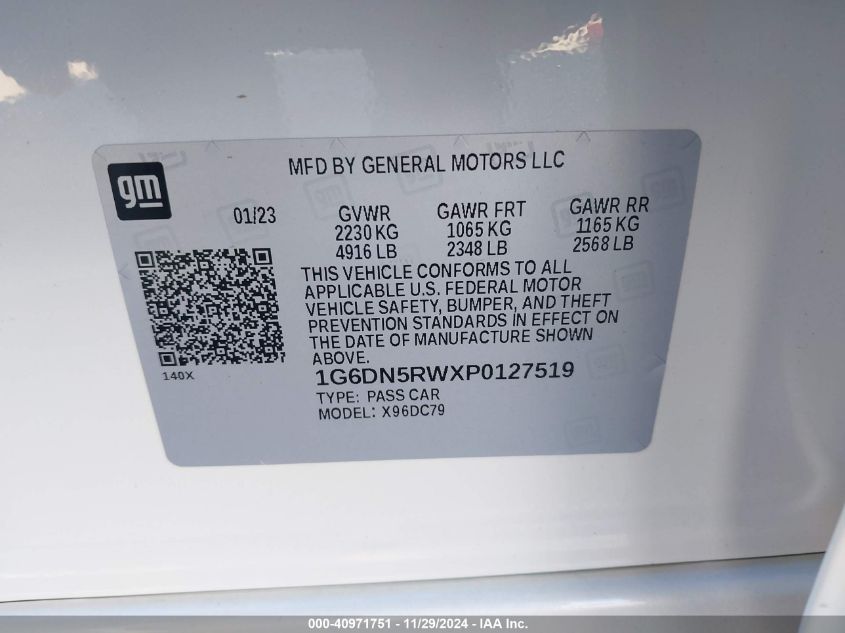 MFD BY GENERAL MOTORS LLC
gm
01/23 GVWR GAWR FRT GAWR RR
2230 KG 1065 KG 1165 KG
4916 LB 2348 LB 2568 LB
THIS VEHICLE CONFORMS TO ALL
APPLICABLE U.S. FEDERAL MOTOR
VEHICLE SAFETY, BUMPER, AND THEFT
PREVENTION STANDARDS IN EFFECT ON
THE DATE OF MANUFACTURE SHOWN
ABOVE.
140X
1G6DN5RWXP0127519
TYPE: PASS CAR
MODEL: X96DC79
000-40971751 - 11/29/2024 - IAA Inc.